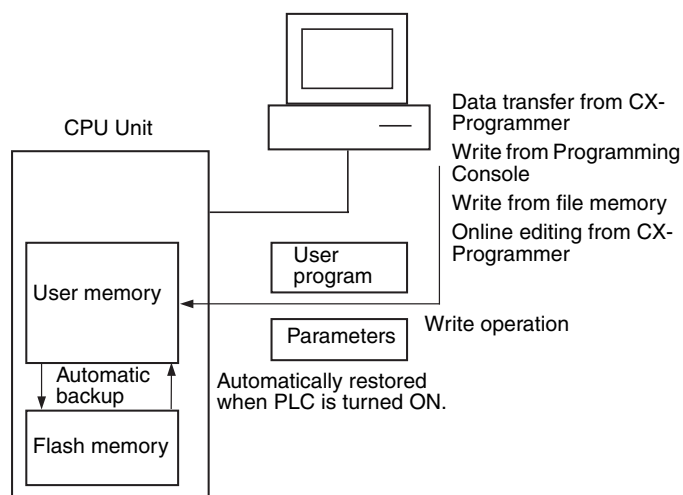 CPU Unit
Data transfer from CX-
Programmer
Write from Programming
Console
Write from file memory
Online editing from CX-
Programmer
User
program
User memory
Write operation
Parameters
Automatic
backup
Automatically restored
when PLC is turned ON.
Flash memory